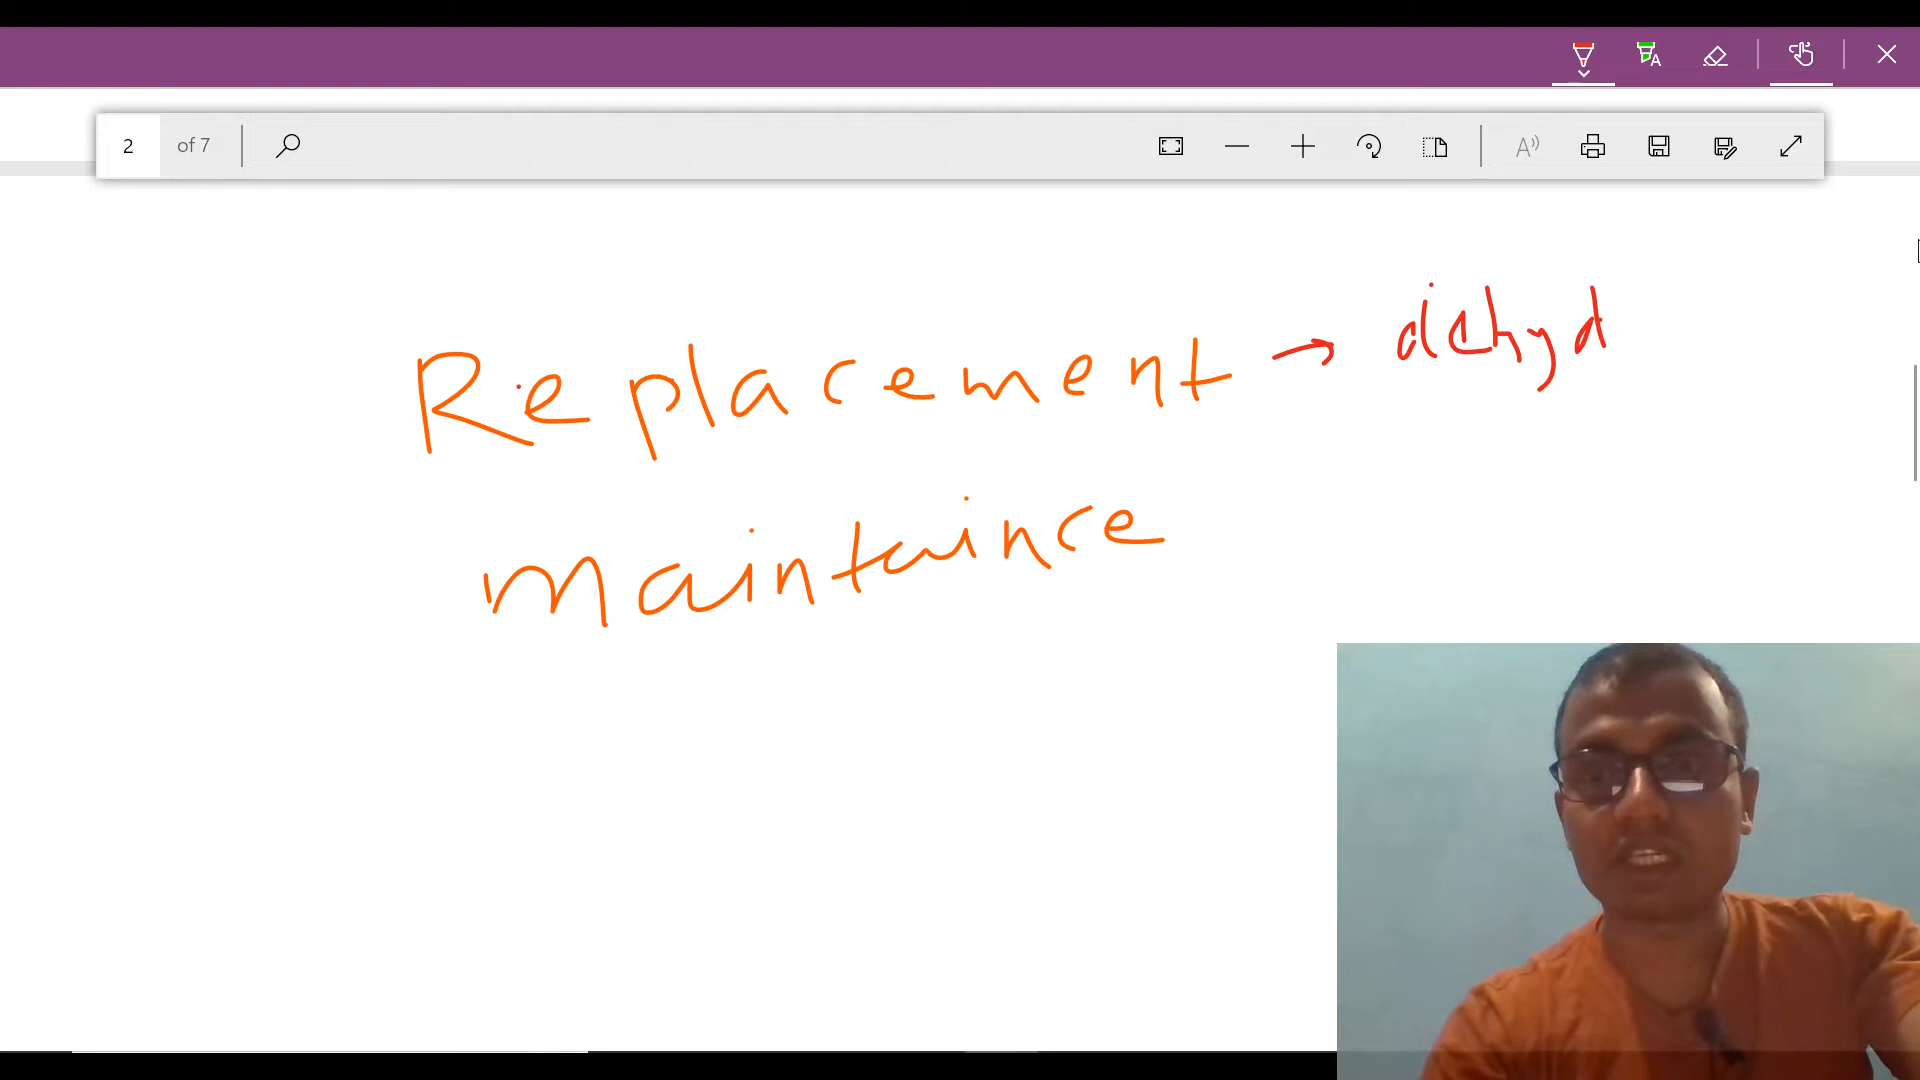 2 of 7
Replacement → dehyd
maintaince